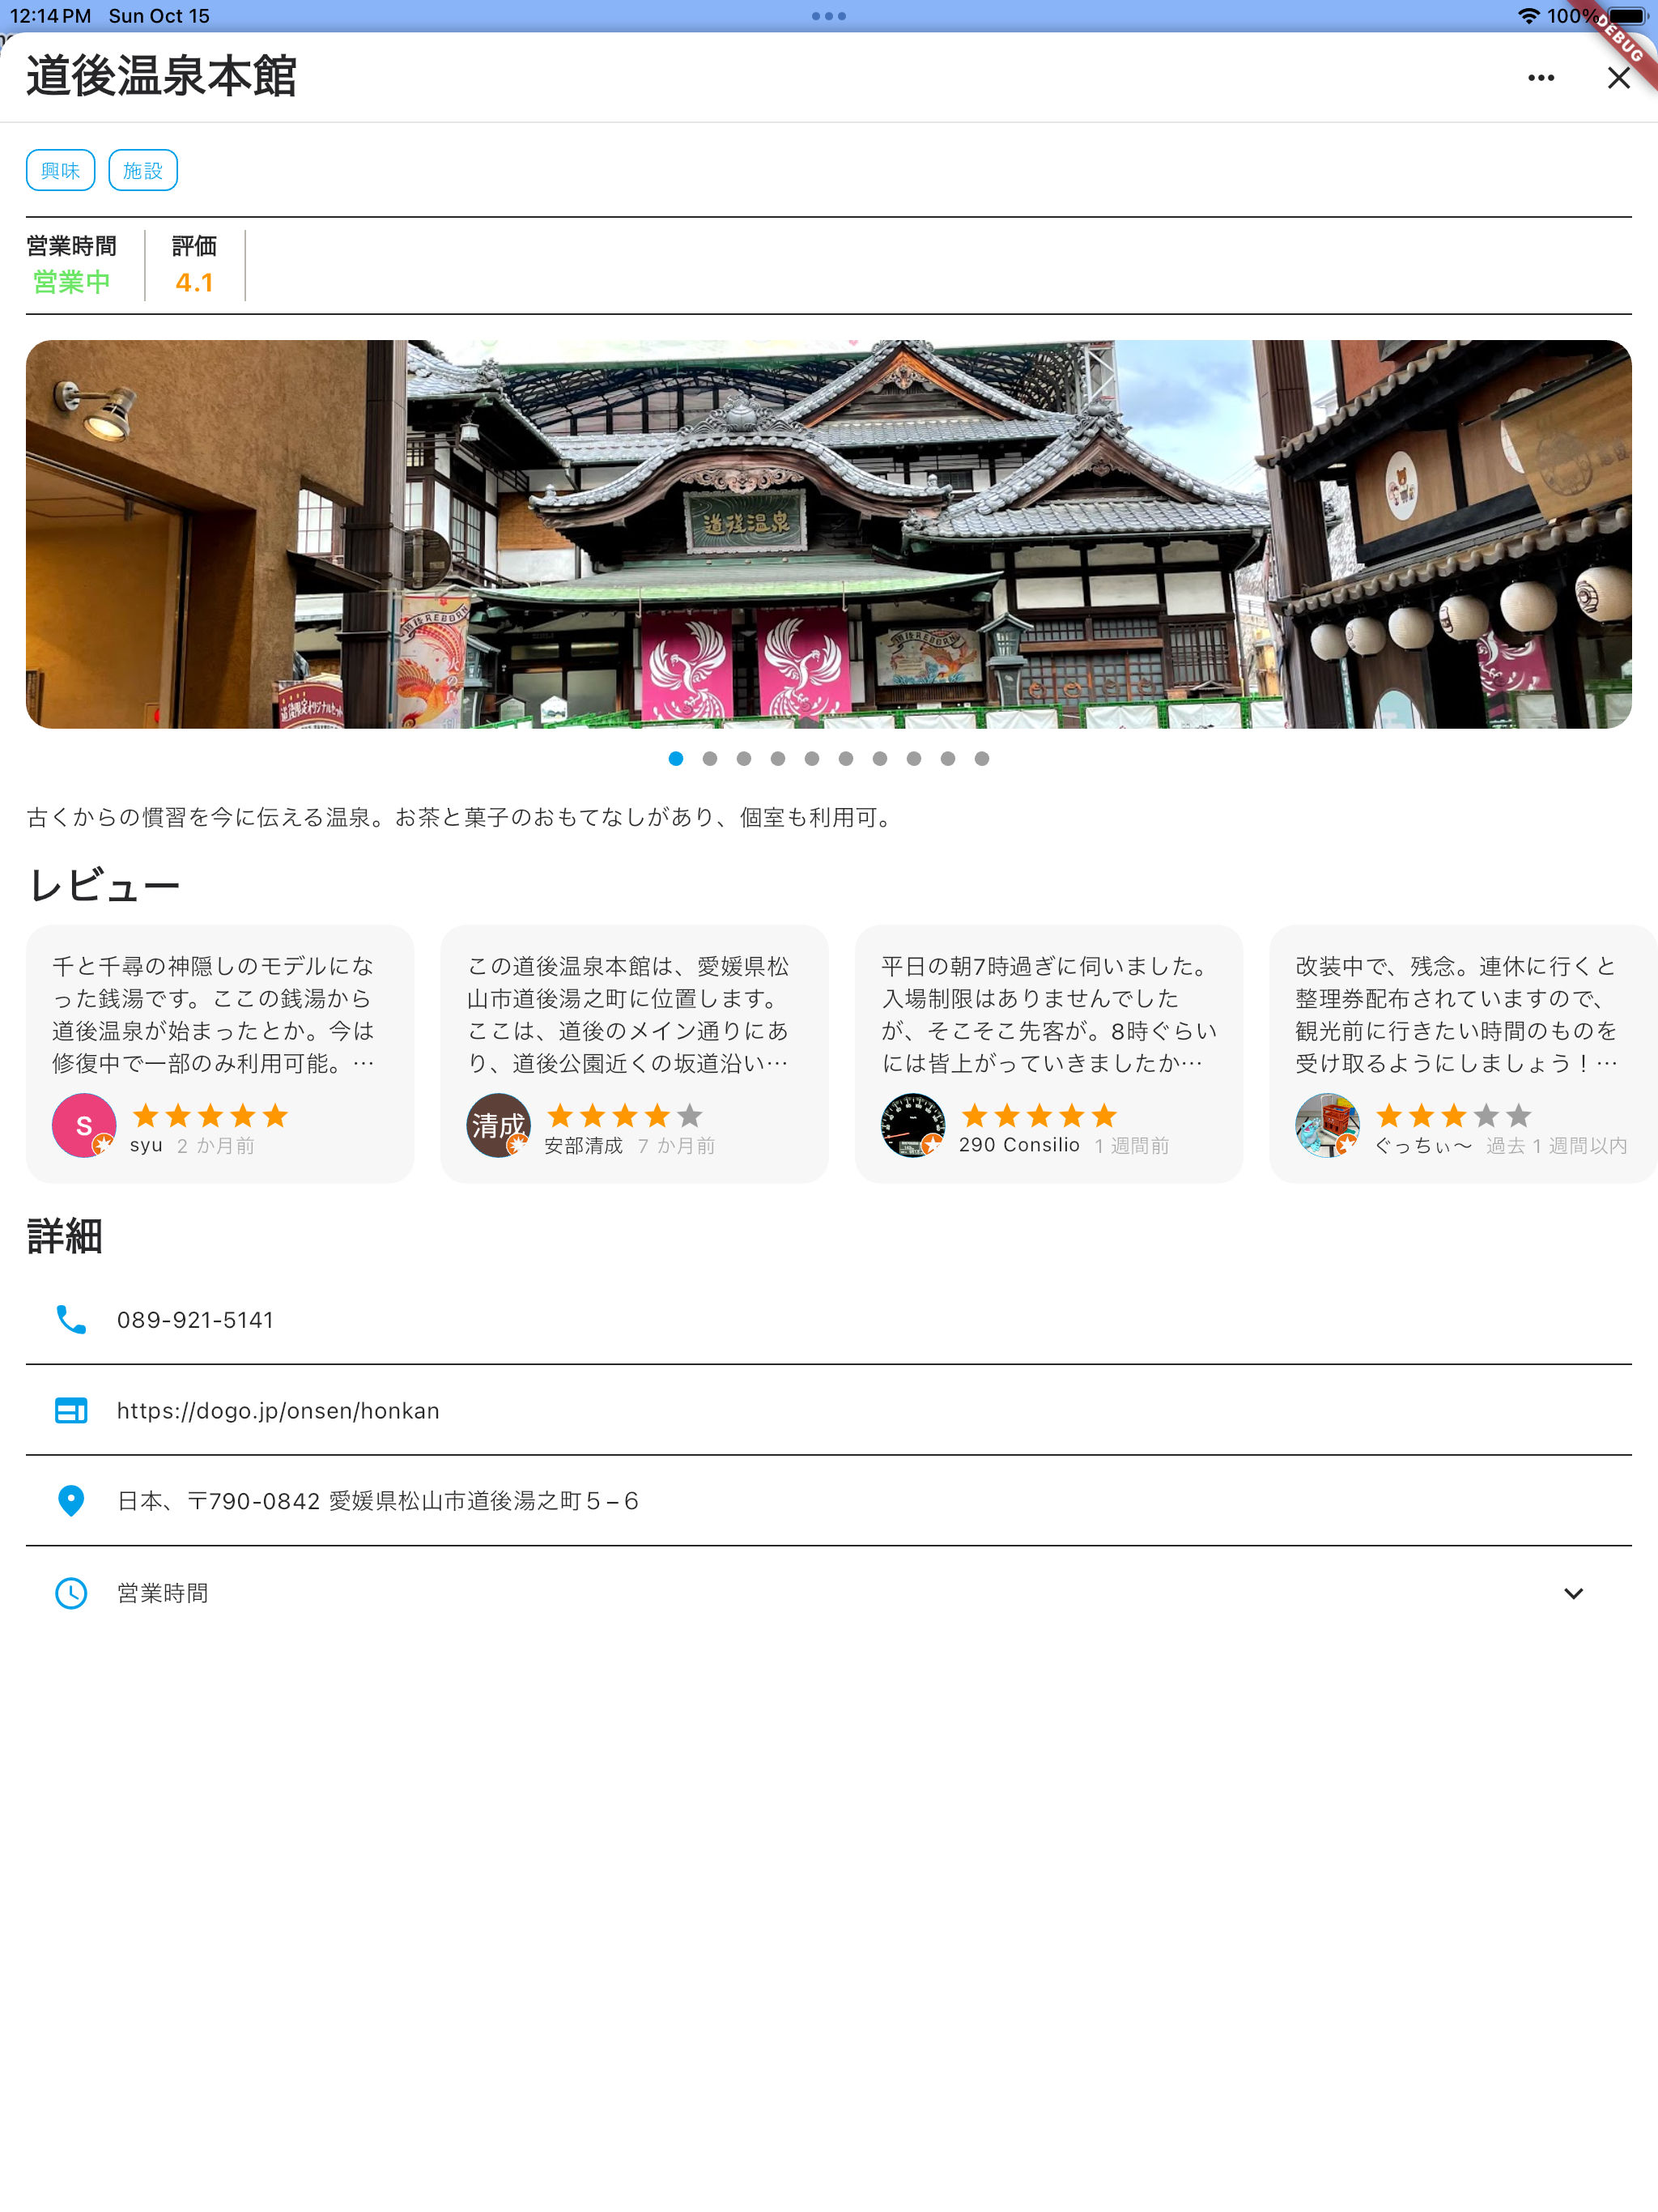 12:14 PM Sun Oct 15
100%
DEBUG
道後温泉本館
興味 施設
営業時間 評価
営業中 4.1
道後温泉
道後REBORN
道後REBORN
古くからの慣習を今に伝える温泉。お茶と菓子のおもてなしがあり、個室も利用可。
レビュー
千と千尋の神隠しのモデルにな
った銭湯です。ここの銭湯から
道後温泉が始まったとか。今は
修復中で一部のみ利用可能。…
S
syu 2 か月前
この道後温泉本館は、愛媛県松
山市道後湯之町に位置します。
ここは、道後のメイン通りにあ
り、道後公園近くの坂道沿い…
清成
安部清成 7 か月前
平日の朝7時過ぎに伺いました。
入場制限はありませんでした
が、そこそこ先客が。8時ぐらい
には皆上がっていきましたか…
290 Consilio 1 週間前
改装中で、残念。連休に行くと
整理券配布されていますので、
観光前に行きたい時間のものを
受け取るようにしましょう！…
ぐっちぃ〜 過去 1 週間以内
詳細
089-921-5141
https://dogo.jp/onsen/honkan
日本、〒790-0842 愛媛県松山市道後湯之町５−６
営業時間